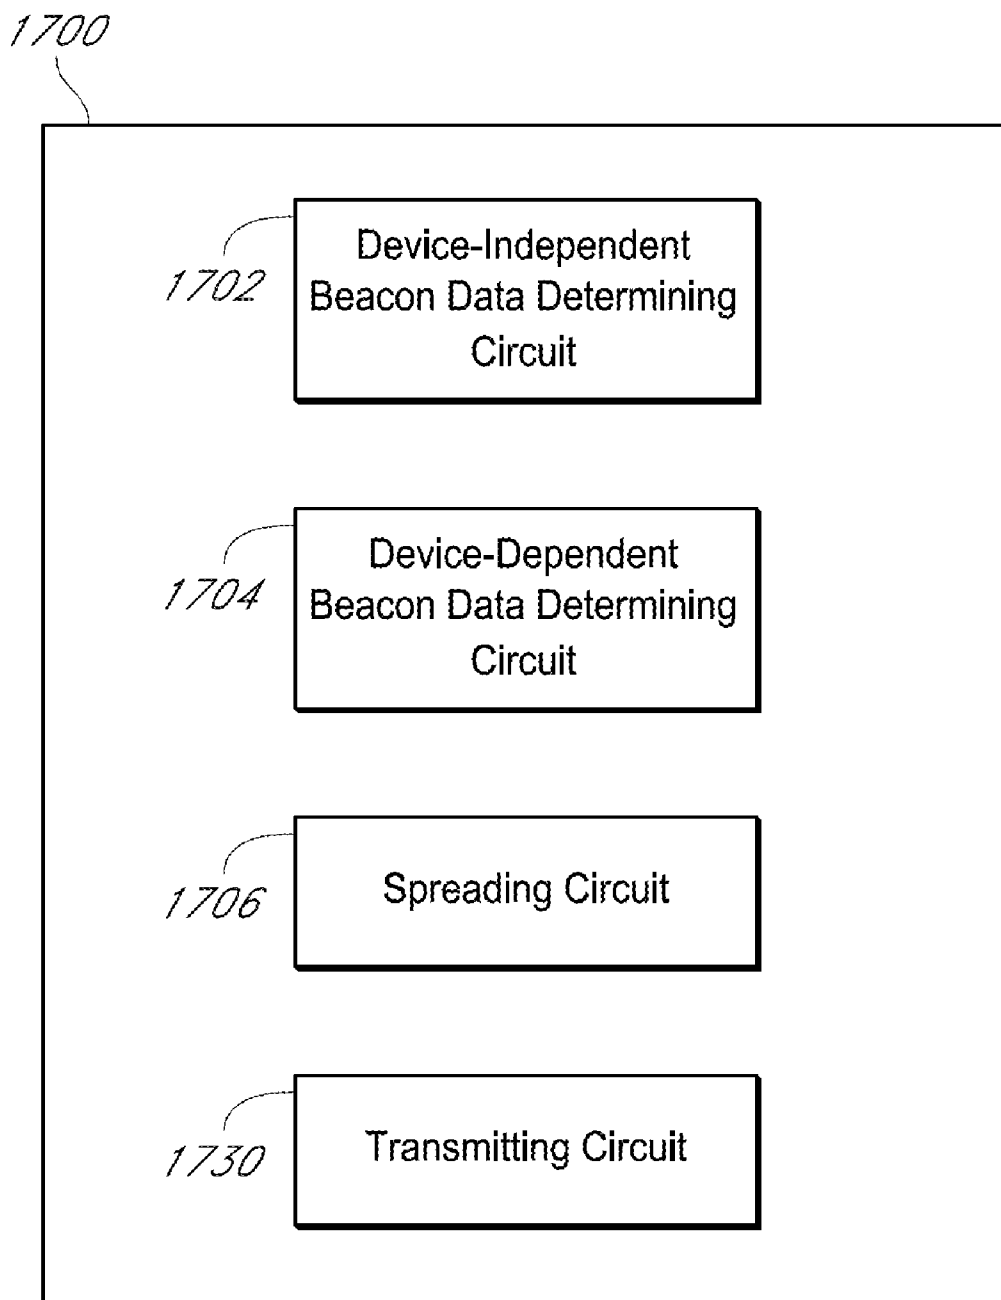 1700
1702
Device-Independent
Beacon Data Determining
Circuit
1704
Device-Dependent
Beacon Data Determining
Circuit
1706
Spreading Circuit
1730
Transmitting Circuit